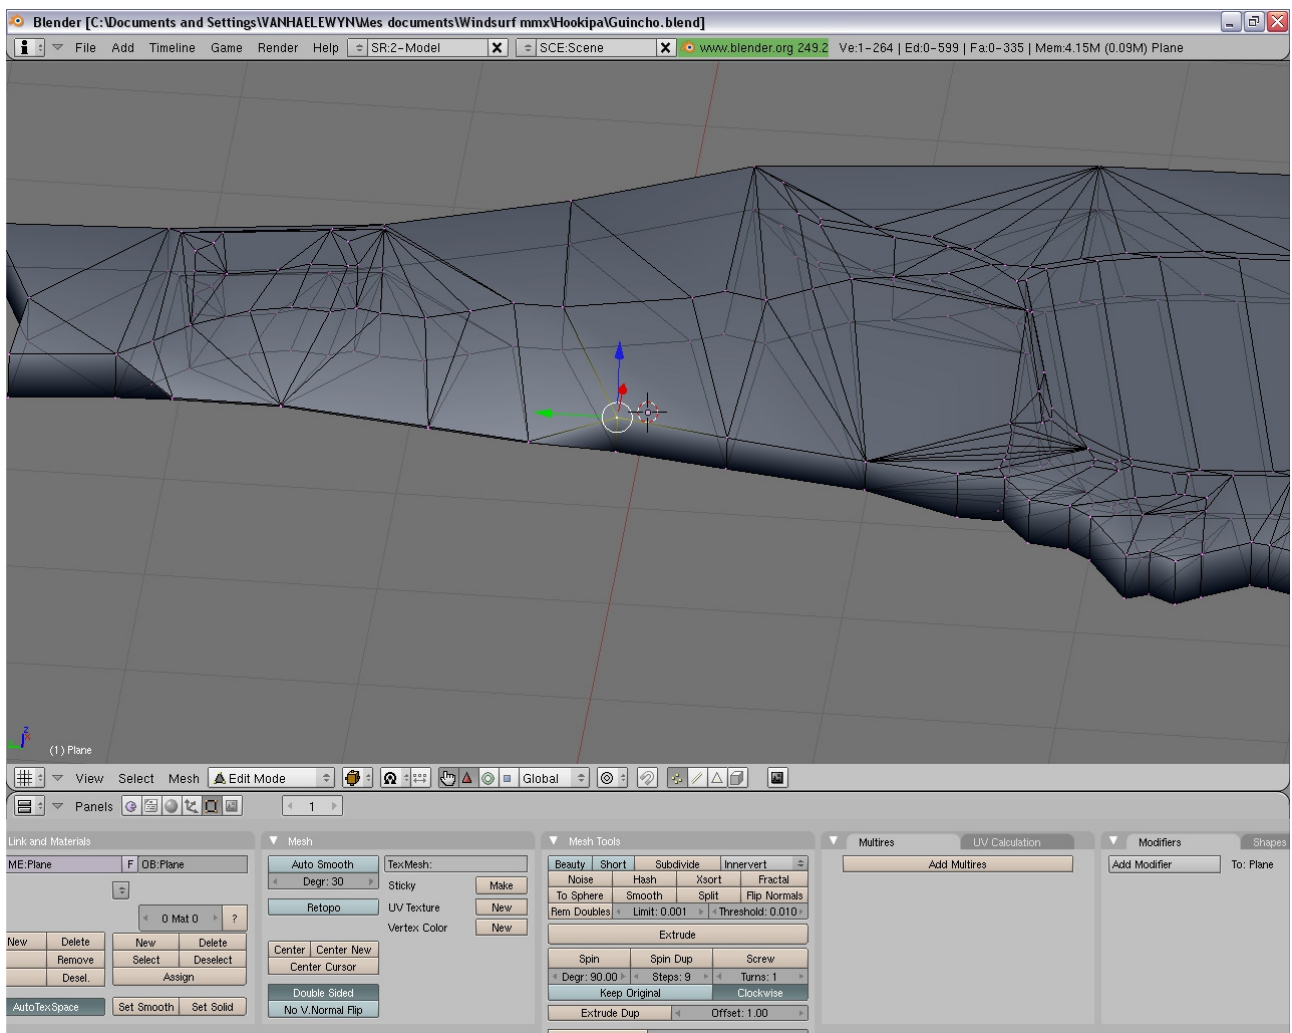 Blender [C:\Documents and Settings\VANHAELEWYN\Mes documents\Windsurf mmx\Hookipa\Guincho.blend]
File Add Timeline Game Render Help SR:2-Model X SCE:Scene X www.blender.org 249.2 Ve:1-264 | Ed:0-599 | Fa:0-335 | Mem:4.15M (0.09M) Plane
z
x
(1) Plane
View Select Mesh Edit Mode Global
Panels 1
Link and Materials Mesh Mesh Tools Multires UV Calculation Modifiers Shapes
ME:Plane F OB:Plane Auto Smooth TexMesh: Beauty Short Subdivide Innervert Add Multires Add Modifier To: Plane
Degr: 30 Sticky Make Noise Hash Xsort Fractal
To Sphere Smooth Split Flip Normals
0 Mat 0 ? Retopo UV Texture New Rem Doubles Limit: 0.001 Threshold: 0.010
Vertex Color New Extrude
New Delete New Delete Center Center New
Remove Select Deselect Center Cursor Spin Spin Dup Screw
Desel. Assign Degr: 90.00 Steps: 9 Turns: 1
Double Sided Keep Original Clockwise
AutoTexSpace Set Smooth Set Solid No V.Normal Flip Extrude Dup Offset: 1.00